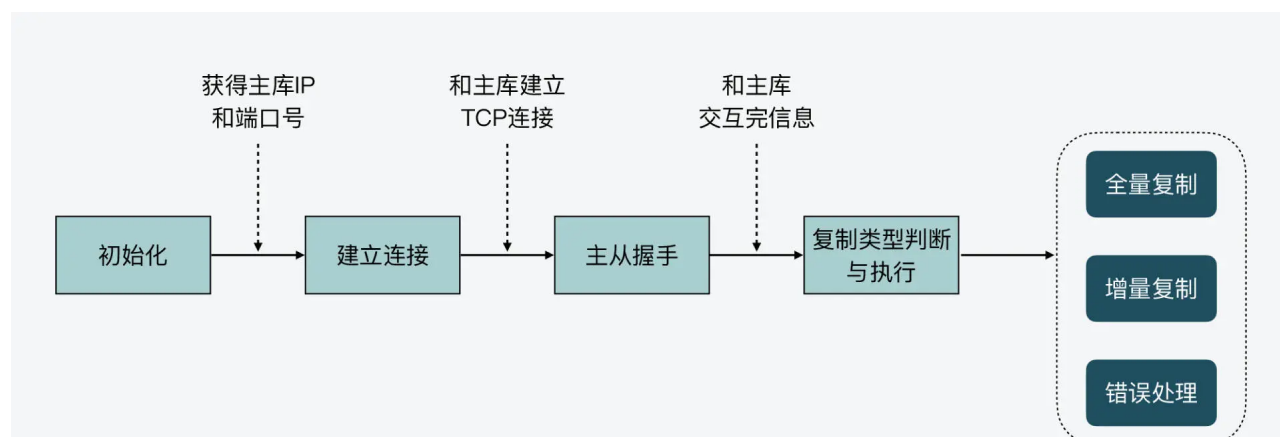 获得主库IP
和端口号
和主库建立
TCP连接
和主库
交互完信息
初始化
建立连接
主从握手
复制类型判断
与执行
全量复制
增量复制
错误处理